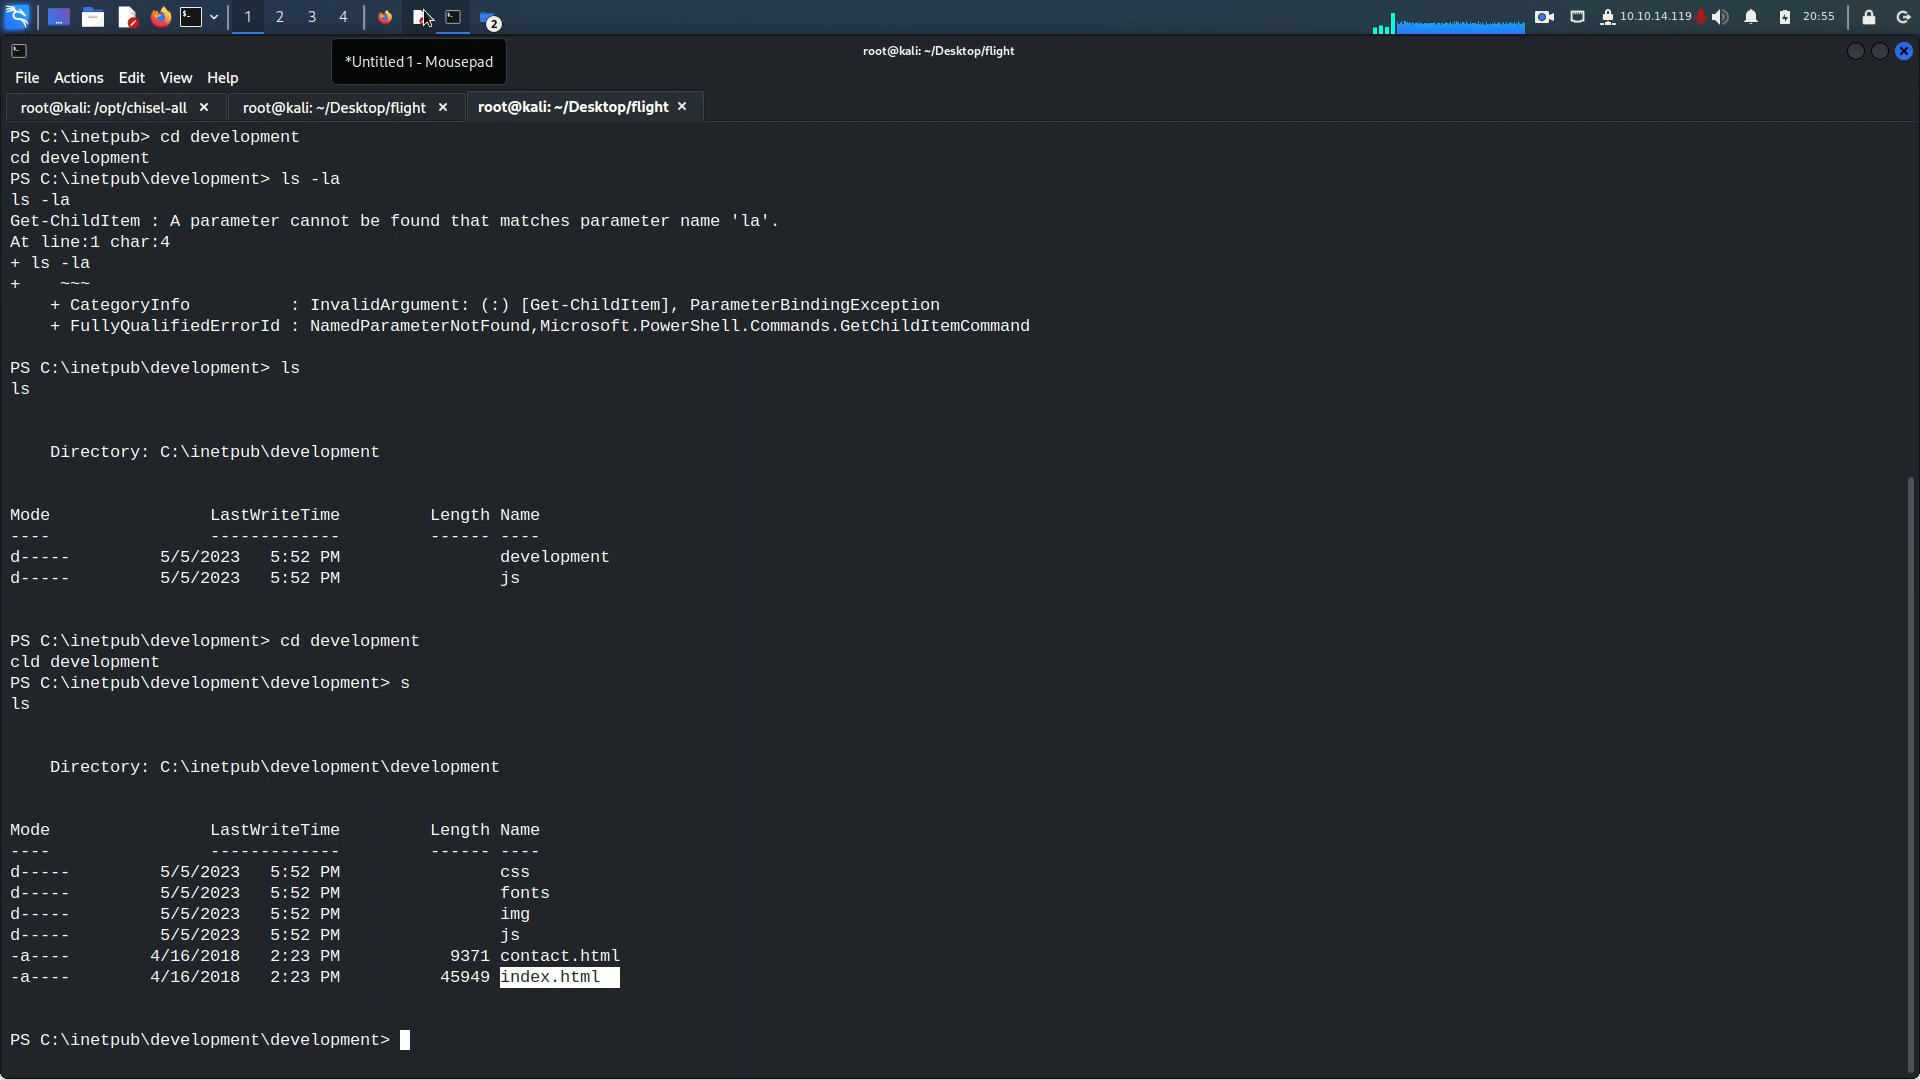 1 2 3 4 2 10.10.14.119 20:55
root@kali: ~/Desktop/flight
*Untitled 1 - Mousepad
File Actions Edit View Help
root@kali: /opt/chisel-all × root@kali: ~/Desktop/flight × root@kali: ~/Desktop/flight ×
PS C:\inetpub> cd development
cd development
PS C:\inetpub\development> ls -la
ls -la
Get-ChildItem : A parameter cannot be found that matches parameter name 'la'.
At line:1 char:4
+ ls -la
+    ~~~
    + CategoryInfo          : InvalidArgument: (:) [Get-ChildItem], ParameterBindingException
    + FullyQualifiedErrorId : NamedParameterNotFound,Microsoft.PowerShell.Commands.GetChildItemCommand
PS C:\inetpub\development> ls
ls
    Directory: C:\inetpub\development
Mode                LastWriteTime         Length Name
----                -------------         ------ ----
d-----         5/5/2023   5:52 PM                development
d-----         5/5/2023   5:52 PM                js
PS C:\inetpub\development> cd development
cld development
PS C:\inetpub\development\development> s
ls
    Directory: C:\inetpub\development\development
Mode                LastWriteTime         Length Name
----                -------------         ------ ----
d-----         5/5/2023   5:52 PM                css
d-----         5/5/2023   5:52 PM                fonts
d-----         5/5/2023   5:52 PM                img
d-----         5/5/2023   5:52 PM                js
-a----        4/16/2018   2:23 PM           9371 contact.html
-a----        4/16/2018   2:23 PM          45949 index.html
PS C:\inetpub\development\development>